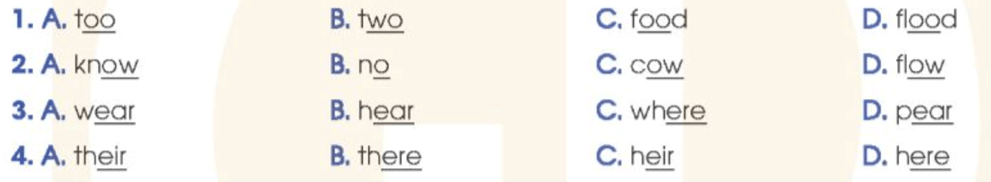 1. A. too B. two C. food D. flood
2. A. know B. no C. cow D. flow
3. A. wear B. hear C. where D. pear
4. A. their B. there C. heir D. here